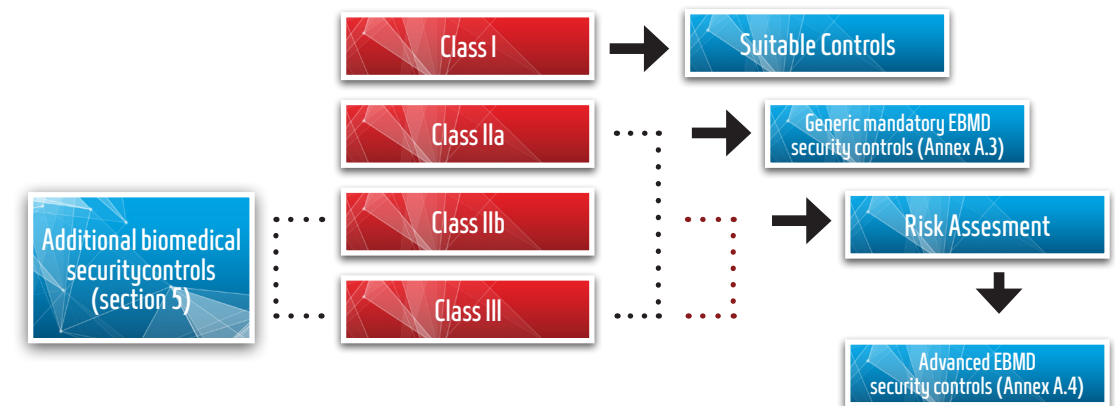 Class I
Suitable Controls
Class IIa
Generic mandatory EBMD
security controls (Annex A.3)
Additional biomedical
securitycontrols
(section 5)
Class IIb
Risk Assesment
Class III
Advanced EBMD
security controls (Annex A.4)